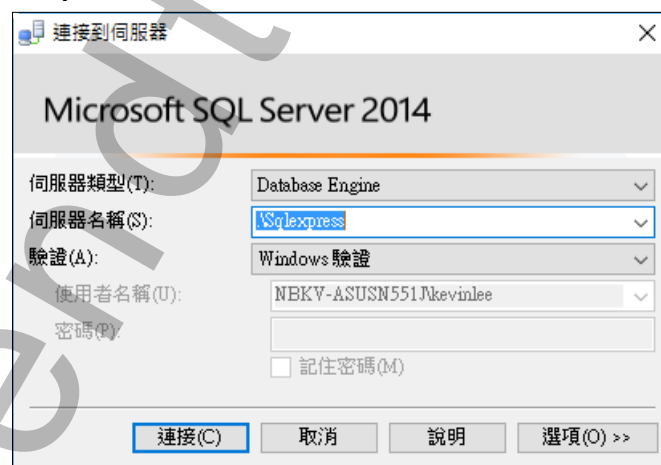 連接到伺服器
Microsoft SQL Server 2014
伺服器類型(T): Database Engine
伺服器名稱(S): .\Sqlexpress
驗證(A): Windows 驗證
使用者名稱(U): NBKV-ASUSN551J\kevinlee
密碼(P):
記住密碼(M)
連接(C) 取消 說明 選項(O) >>